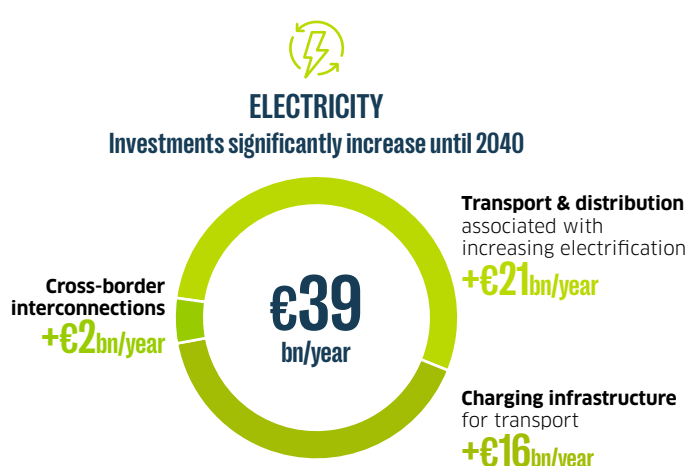 ELECTRICITY
Investments significantly increase until 2040
Transport & distribution
associated with
increasing electrification
+€21bn/year
Cross-border
interconnections
+€2bn/year
€39
bn/year
Charging infrastructure
for transport
+€16bn/year